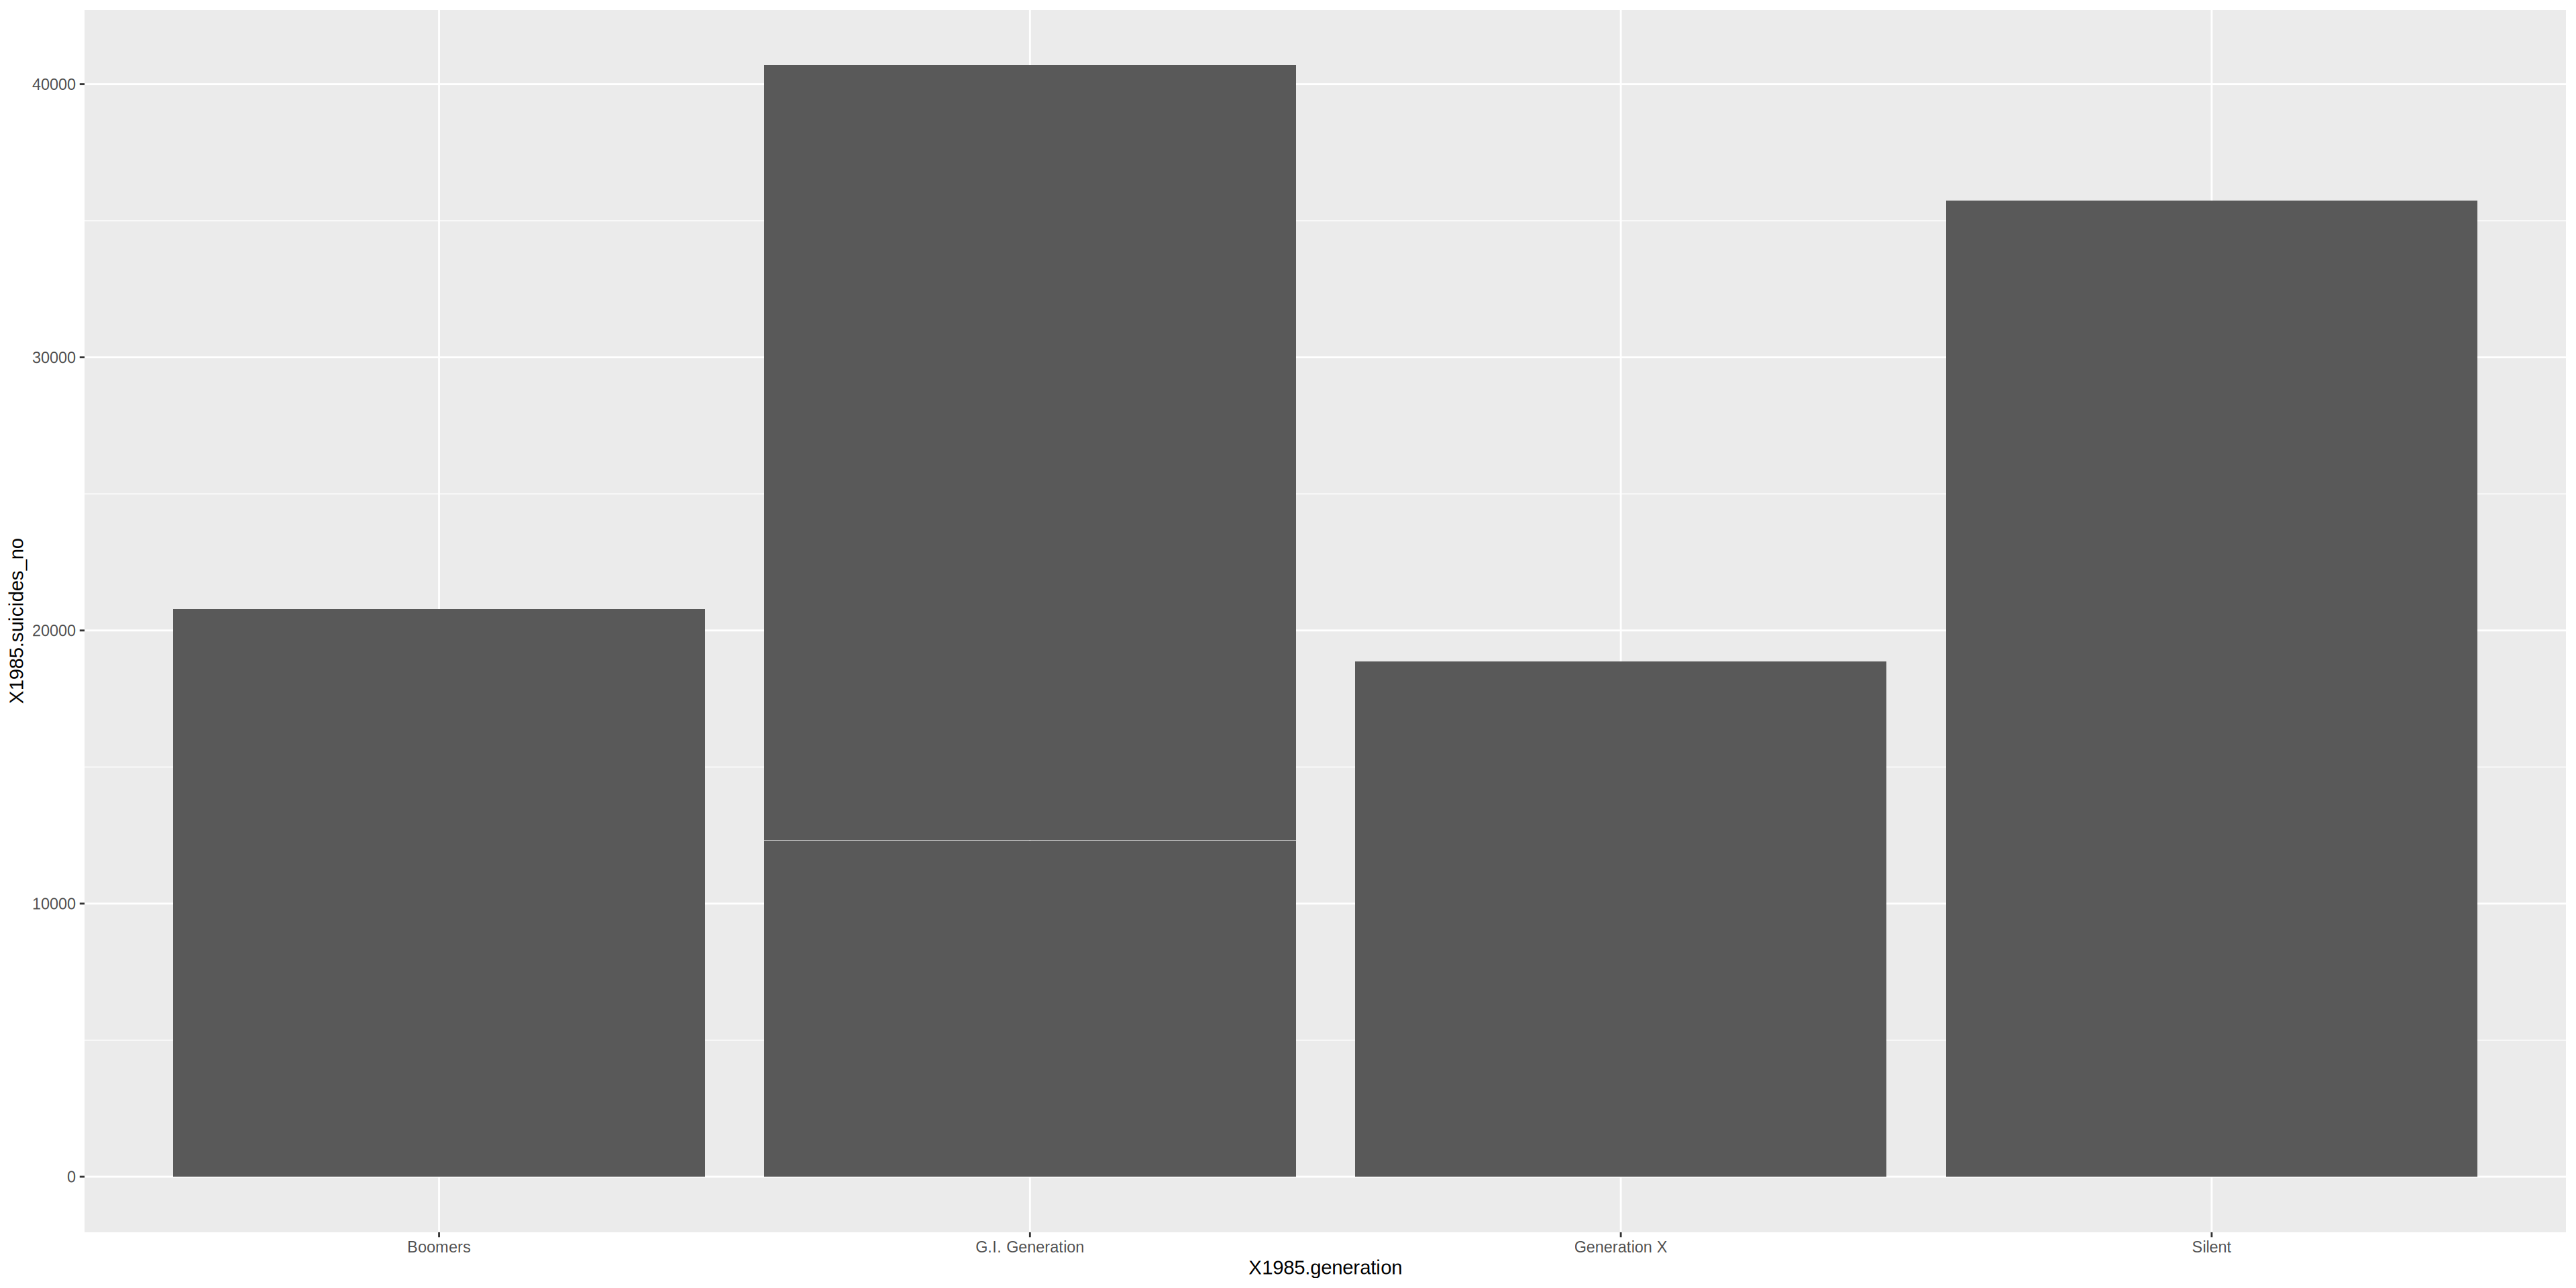 40000
30000
20000
10000
0
X1985.suicides_no
Boomers
G.I. Generation
Generation X
Silent
X1985.generation